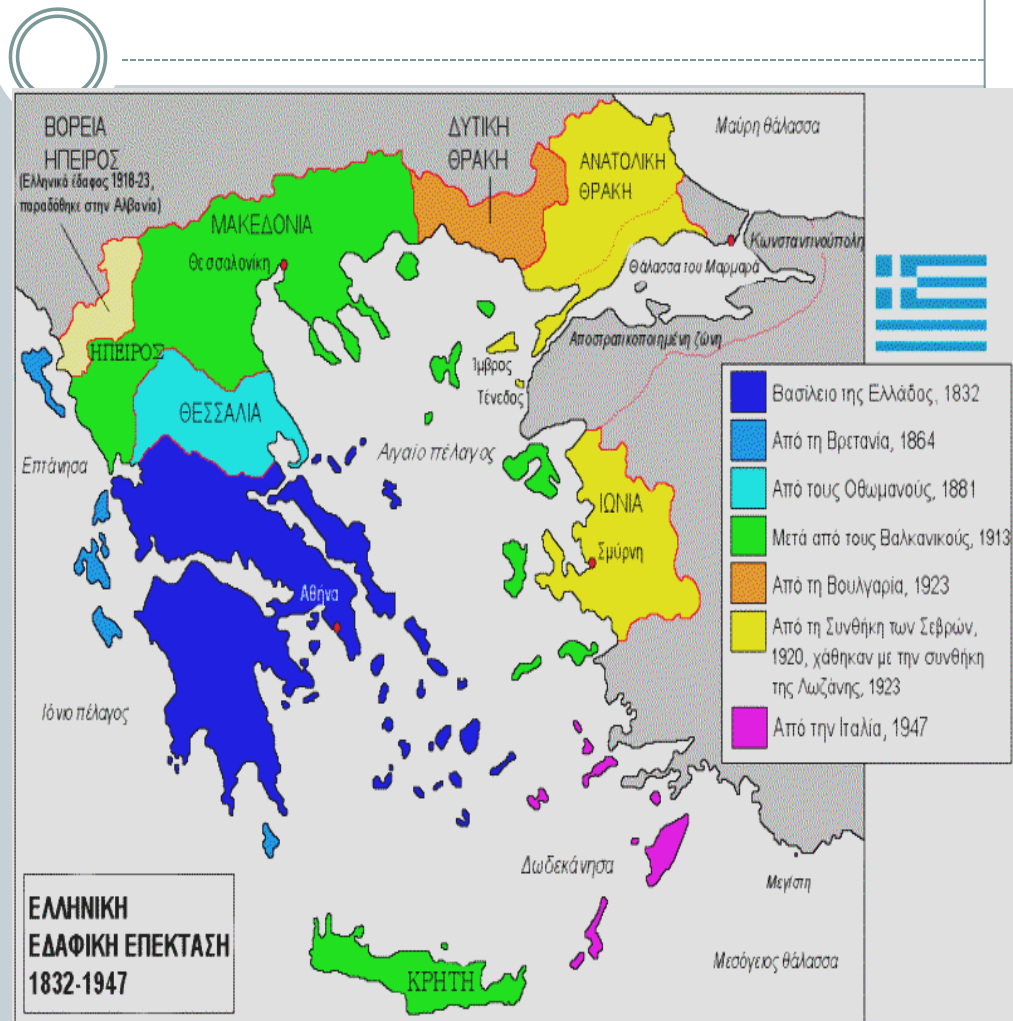 ΒΟΡΕΙΑ
ΗΠΕΙΡΟΣ
(Ελληνικό έδαφος 1918-23,
παραδόθηκε στην Αλβανία)
ΔΥΤΙΚΗ
ΘΡΑΚΗ
ΑΝΑΤΟΛΙΚΗ
ΘΡΑΚΗ
Μαύρη θάλασσα
ΜΑΚΕΔΟΝΙΑ
Θεσσαλονίκη
Κωνσταντινούπολη
Θάλασσα του Μαρμαρά
Αποστρατικοποιημένη ζώνη
ΗΠΕΙΡΟΣ
Ίμβρος
Τένεδος
ΘΕΣΣΑΛΙΑ
Επτάνησα
Αιγαίο πέλαγος
ΙΩΝΙΑ
Σμύρνη
Αθήνα
Ιόνιο πέλαγος
Βασίλειο της Ελλάδος, 1832
Από τη Βρετανία, 1864
Από τους Οθωμανούς, 1881
Μετά από τους Βαλκανικούς, 1913
Από τη Βουλγαρία, 1923
Από τη Συνθήκη των Σεβρών,
1920, χάθηκαν με την συνθήκη
της Λωζάνης, 1923
Από την Ιταλία, 1947
Δωδεκάνησα
Μεγίστη
Μεσόγειος θάλασσα
ΚΡΗΤΗ
ΕΛΛΗΝΙΚΗ
ΕΔΑΦΙΚΗ ΕΠΕΚΤΑΣΗ
1832-1947